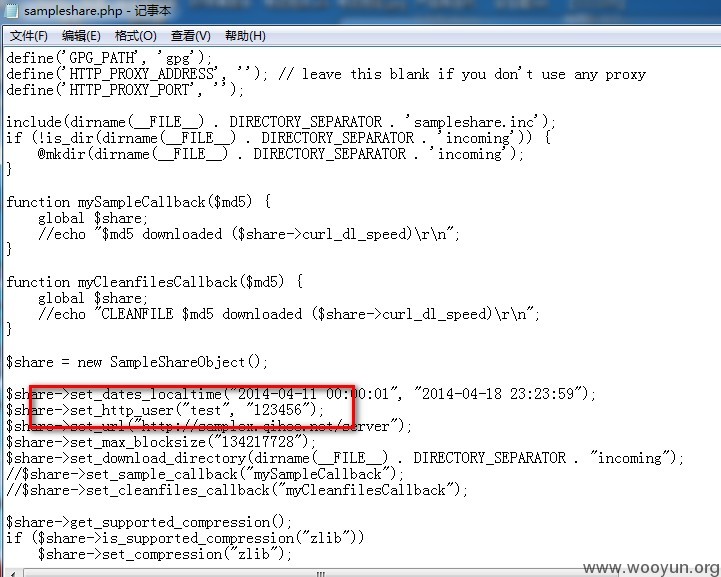 sampleshare.php - 记事本
文件(F) 编辑(E) 格式(O) 查看(V) 帮助(H)
define('GPG_PATH', 'gpg');
define('HTTP_PROXY_ADDRESS', ''); // leave this blank if you don't use any proxy
define('HTTP_PROXY_PORT', '');
include(dirname(__FILE__) . DIRECTORY_SEPARATOR . 'sampleshare.inc');
if (!is_dir(dirname(__FILE__) . DIRECTORY_SEPARATOR . 'incoming')) {
    @mkdir(dirname(__FILE__) . DIRECTORY_SEPARATOR . 'incoming');
}
function mySampleCallback($md5) {
    global $share;
    //echo "$md5 downloaded ($share->curl_dl_speed)\r\n";
}
function myCleanfilesCallback($md5) {
    global $share;
    //echo "CLEANFILE $md5 downloaded ($share->curl_dl_speed)\r\n";
}
$share = new SampleShareObject();
$share->set_dates_localtime("2014-04-11 00:00:01", "2014-04-18 23:23:59");
$share->set_http_user("test", "123456");
$share->set_url("http://samplex.qihoo.net/server");
$share->set_max_blocksize("134217728");
$share->set_download_directory(dirname(__FILE__) . DIRECTORY_SEPARATOR . "incoming");
//$share->set_sample_callback("mySampleCallback");
//$share->set_cleanfiles_callback("myCleanfilesCallback");
$share->get_supported_compression();
if ($share->is_supported_compression("zlib"))
    $share->set_compression("zlib");
www.wooyun.org